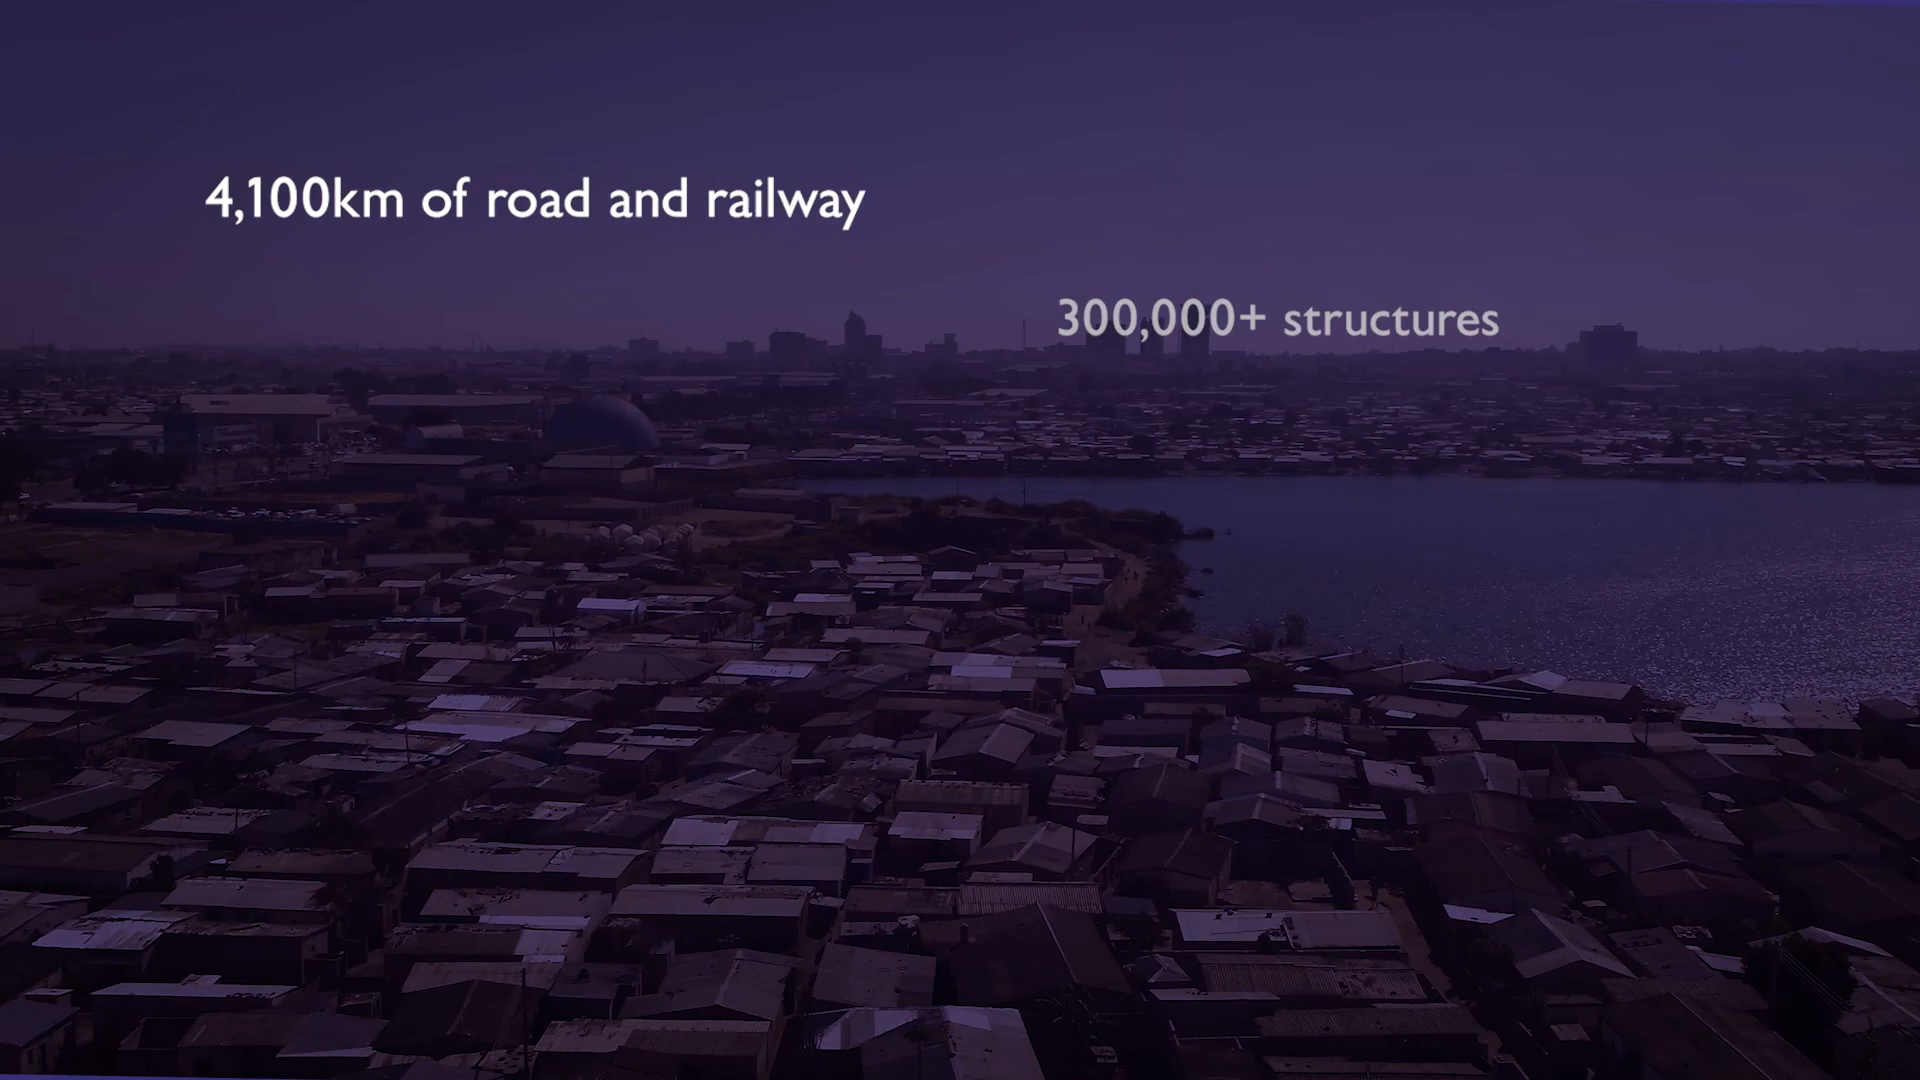 4,100km of road and railway
300,000+ structures